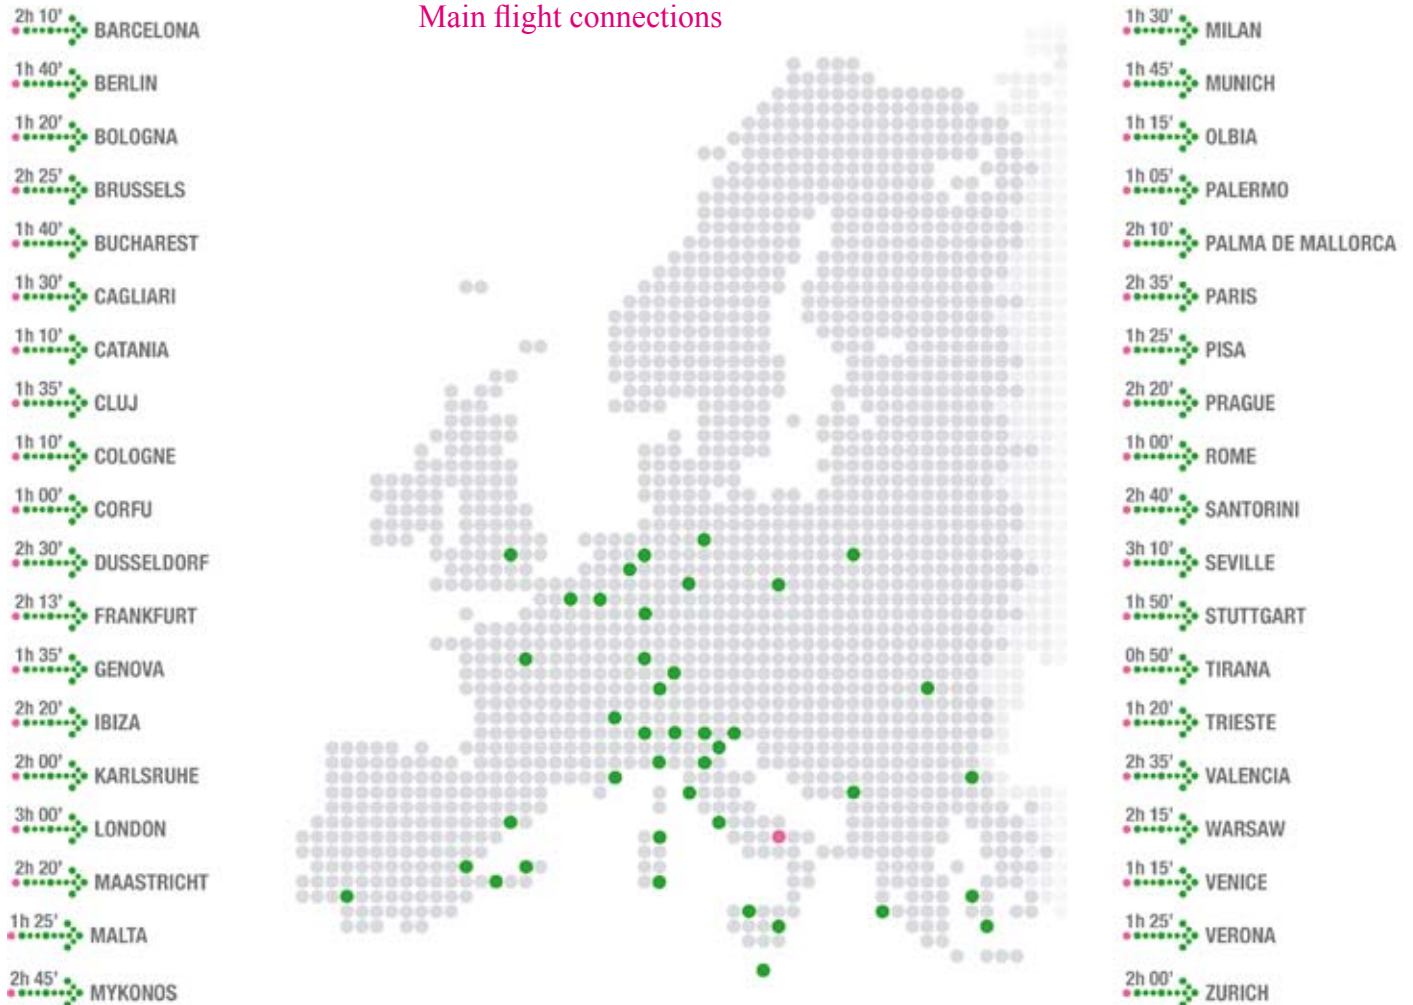 Main flight connections
2h 10' BARCELONA
1h 40' BERLIN
1h 20' BOLOGNA
2h 25' BRUSSELS
1h 40' BUCHAREST
1h 30' CAGLIARI
1h 10' CATANIA
1h 35' CLUJ
1h 10' COLOGNE
1h 00' CORFU
2h 30' DUSSELDORF
2h 13' FRANKFURT
1h 35' GENOVA
2h 20' IBIZA
2h 00' KARLSRUHE
3h 00' LONDON
2h 20' MAASTRICHT
1h 25' MALTA
2h 45' MYKONOS
1h 30' MILAN
1h 45' MUNICH
1h 15' OLBIA
1h 05' PALERMO
2h 10' PALMA DE MALLORCA
2h 35' PARIS
1h 25' PISA
2h 20' PRAGUE
1h 00' ROME
2h 40' SANTORINI
3h 10' SEVILLE
1h 50' STUTTGART
0h 50' TIRANA
1h 20' TRIESTE
2h 35' VALENCIA
2h 15' WARSAW
1h 15' VENICE
1h 25' VERONA
2h 00' ZURICH